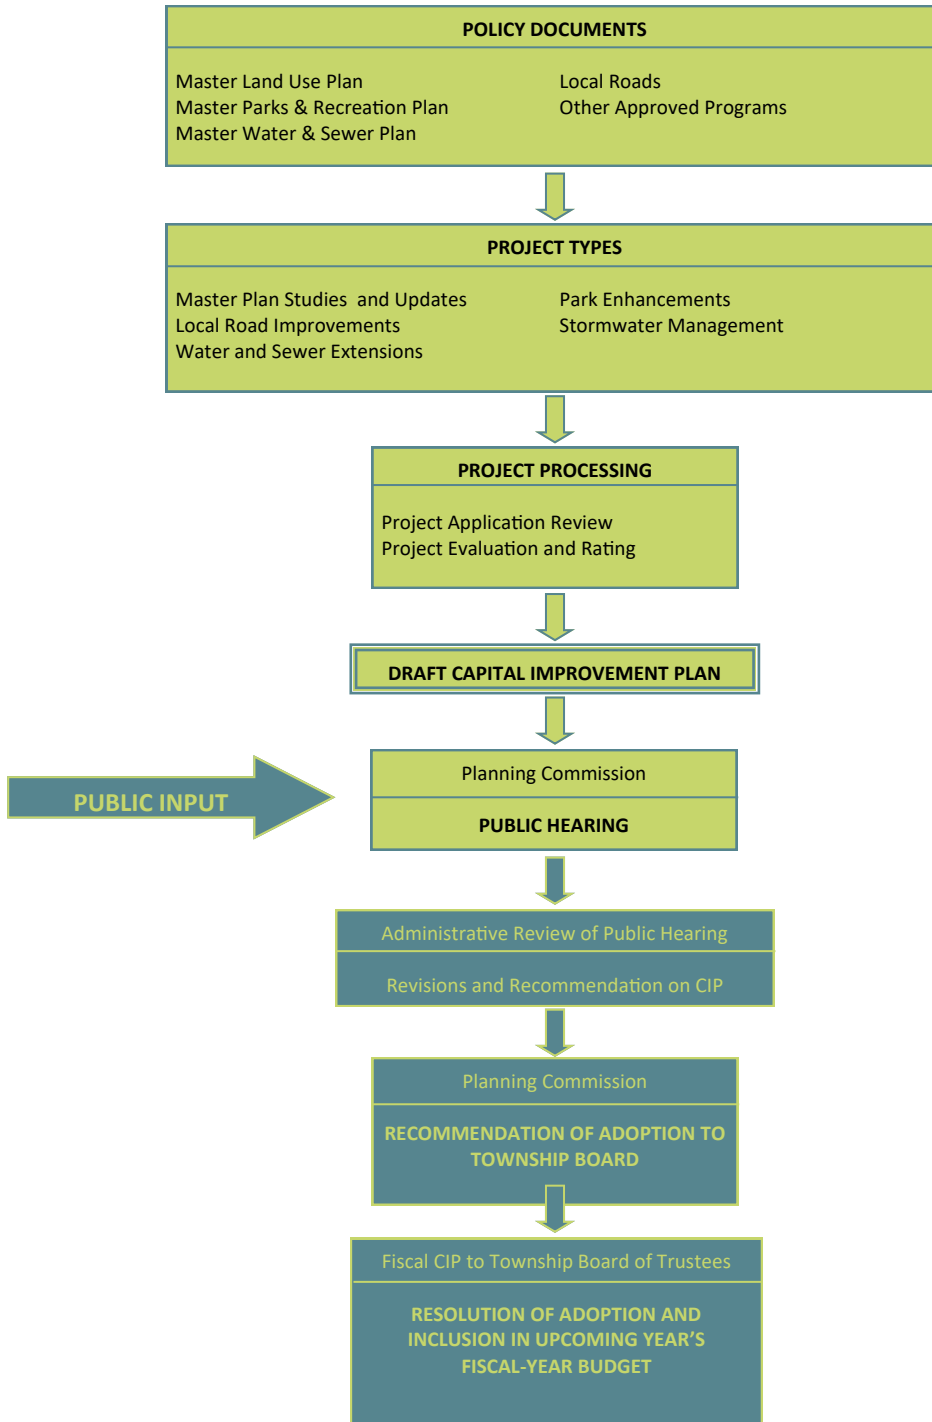 POLICY DOCUMENTS
Master Land Use Plan
Master Parks & Recreation Plan
Master Water & Sewer Plan
Local Roads
Other Approved Programs
PROJECT TYPES
Master Plan Studies and Updates
Local Road Improvements
Water and Sewer Extensions
Park Enhancements
Stormwater Management
PROJECT PROCESSING
Project Application Review
Project Evaluation and Rating
DRAFT CAPITAL IMPROVEMENT PLAN
PUBLIC INPUT
Planning Commission
PUBLIC HEARING
Administrative Review of Public Hearing
Revisions and Recommendation on CIP
Planning Commission
RECOMMENDATION OF ADOPTION TO
TOWNSHIP BOARD
Fiscal CIP to Township Board of Trustees
RESOLUTION OF ADOPTION AND
INCLUSION IN UPCOMING YEAR’S
FISCAL-YEAR BUDGET